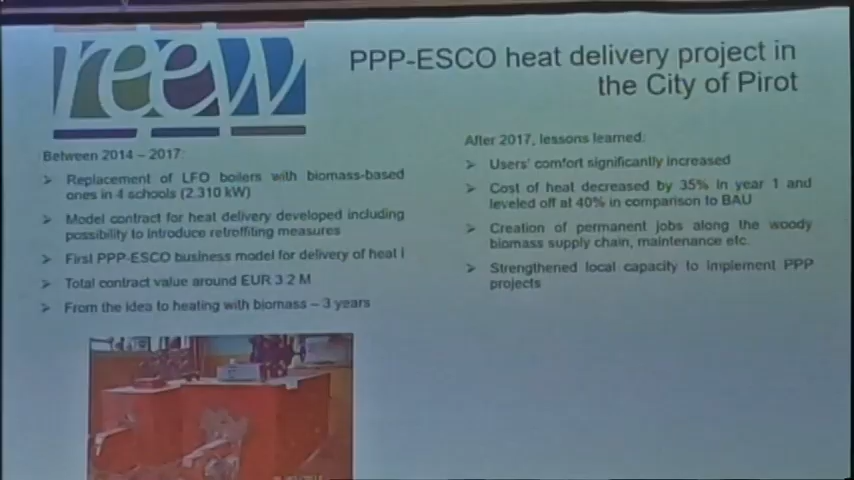 reew
PPP-ESCO heat delivery project in
the City of Pirot
Between 2014 – 2017:
➢ Replacement of LFO boilers with biomass-based
ones in 4 schools (2.310 kW)
➢ Model contract for heat delivery developed including
possibility to introduce retrofiting measures
➢ First PPP-ESCO business model for delivery of heat i
➢ Total contract value around EUR 3.2 M
➢ From the idea to heating with biomass – 3 years
After 2017, lessons learned:
➢ Users' comfort significantly increased
➢ Cost of heat decreased by 35% in year 1 and
leveled off at 40% in comparison to BAU
➢ Creation of permanent jobs along the woody
biomass supply chain, maintenance etc.
➢ Strengthened local capacity to implement PPP
projects